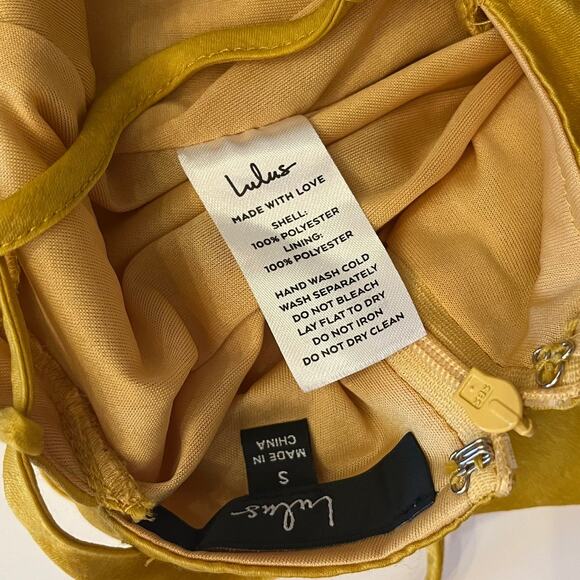 Lulus
MADE WITH LOVE
SHELL:
100% POLYESTER
LINING:
100% POLYESTER
HAND WASH COLD
WASH SEPARATELY
DO NOT BLEACH
LAY FLAT TO DRY
DO NOT IRON
DO NOT DRY CLEAN
S
MADE IN
CHINA
Lulus